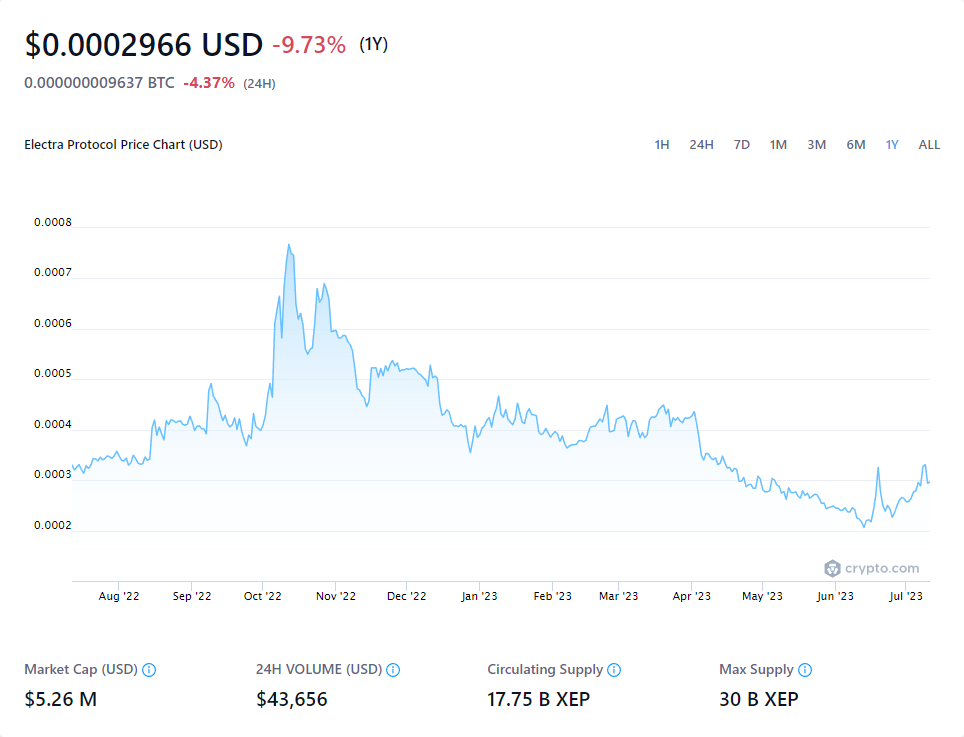 $0.0002966 USD -9.73% (1Y)
0.000000009637 BTC -4.37% (24H)
Electra Protocol Price Chart (USD)
1H 24H 7D 1M 3M 6M 1Y ALL
0.0008
0.0007
0.0006
0.0005
0.0004
0.0003
0.0002
crypto.com
Aug '22 Sep '22 Oct '22 Nov '22 Dec '22 Jan '23 Feb '23 Mar '23 Apr '23 May '23 Jun '23 Jul '23
Market Cap (USD) 24H VOLUME (USD) Circulating Supply Max Supply
$5.26 M $43,656 17.75 B XEP 30 B XEP